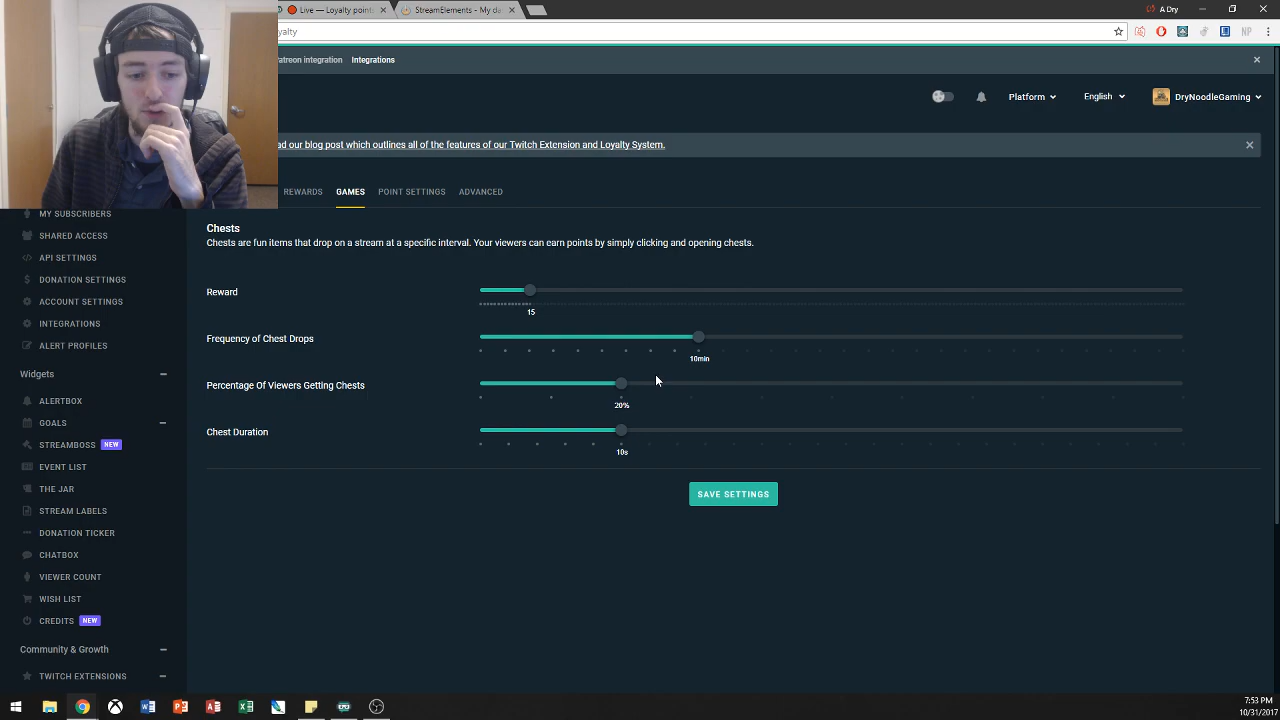 Live — Loyalty point
StreamElements - My da
A Dry
yalty
NP
Patreon integration
Integrations
Platform
English
DryNoodleGaming
ad our blog post which outlines all of the features of our Twitch Extension and Loyalty System.
REWARDS
GAMES
POINT SETTINGS
ADVANCED
MY SUBSCRIBERS
SHARED ACCESS
API SETTINGS
DONATION SETTINGS
ACCOUNT SETTINGS
INTEGRATIONS
ALERT PROFILES
Widgets
ALERTBOX
GOALS
STREAMBOSS NEW
EVENT LIST
THE JAR
STREAM LABELS
DONATION TICKER
CHATBOX
VIEWER COUNT
WISH LIST
CREDITS NEW
Community & Growth
TWITCH EXTENSIONS
Chests
Chests are fun items that drop on a stream at a specific interval. Your viewers can earn points by simply clicking and opening chests.
Reward
15
Frequency of Chest Drops
10min
Percentage Of Viewers Getting Chests
20%
Chest Duration
10s
SAVE SETTINGS
7:53 PM
10/31/2017